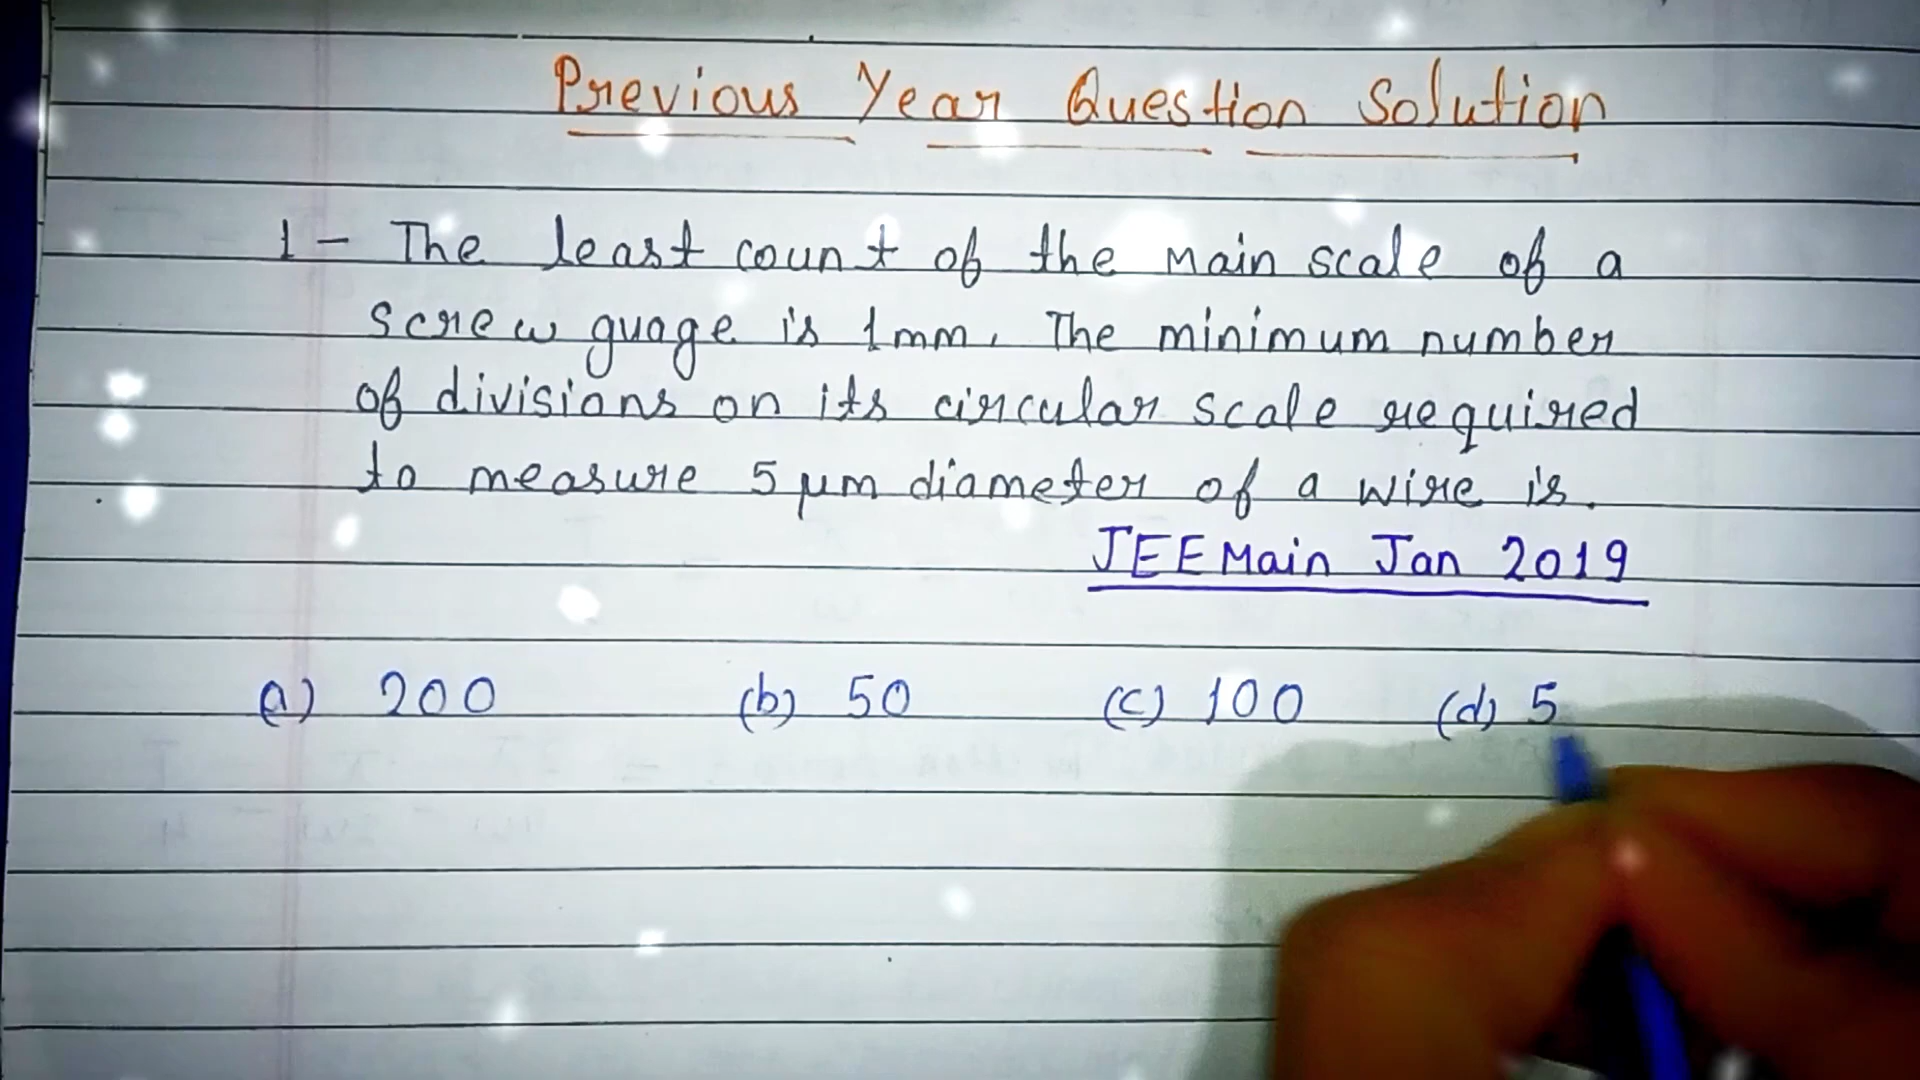 Previous Year Question Solution
1 - The least count of the Main scale of a
screw guage is 1mm. The minimum number
of divisions on its circular scale required
to measure 5 μm diameter of a wire is.
JEE Main Jan 2019
(a) 200 (b) 50 (c) 100 (d) 5